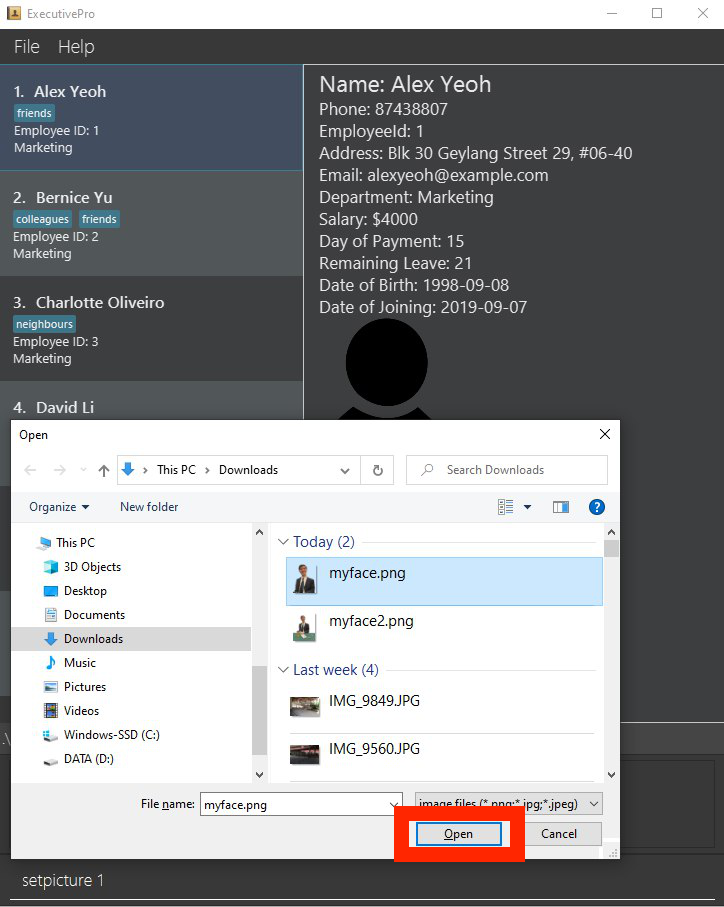 ExecutivePro
File Help
1. Alex Yeoh
friends
Employee ID: 1
Marketing
2. Bernice Yu
colleagues friends
Employee ID: 2
Marketing
3. Charlotte Oliveiro
neighbours
Employee ID: 3
Marketing
4. David Li
Name: Alex Yeoh
Phone: 87438807
EmployeeId: 1
Address: Blk 30 Geylang Street 29, #06-40
Email: alexyeoh@example.com
Department: Marketing
Salary: $4000
Day of Payment: 15
Remaining Leave: 21
Date of Birth: 1998-09-08
Date of Joining: 2019-09-07
Open
This PC > Downloads
Search Downloads
Organize New folder
This PC
3D Objects
Desktop
Documents
Downloads
Music
Pictures
Videos
Windows-SSD (C:)
DATA (D:)
Today (2)
myface.png
myface2.png
Last week (4)
IMG_9849.JPG
IMG_9560.JPG
File name: myface.png
image files (*.png;*.jpg;*.jpeg)
Open Cancel
setpicture 1